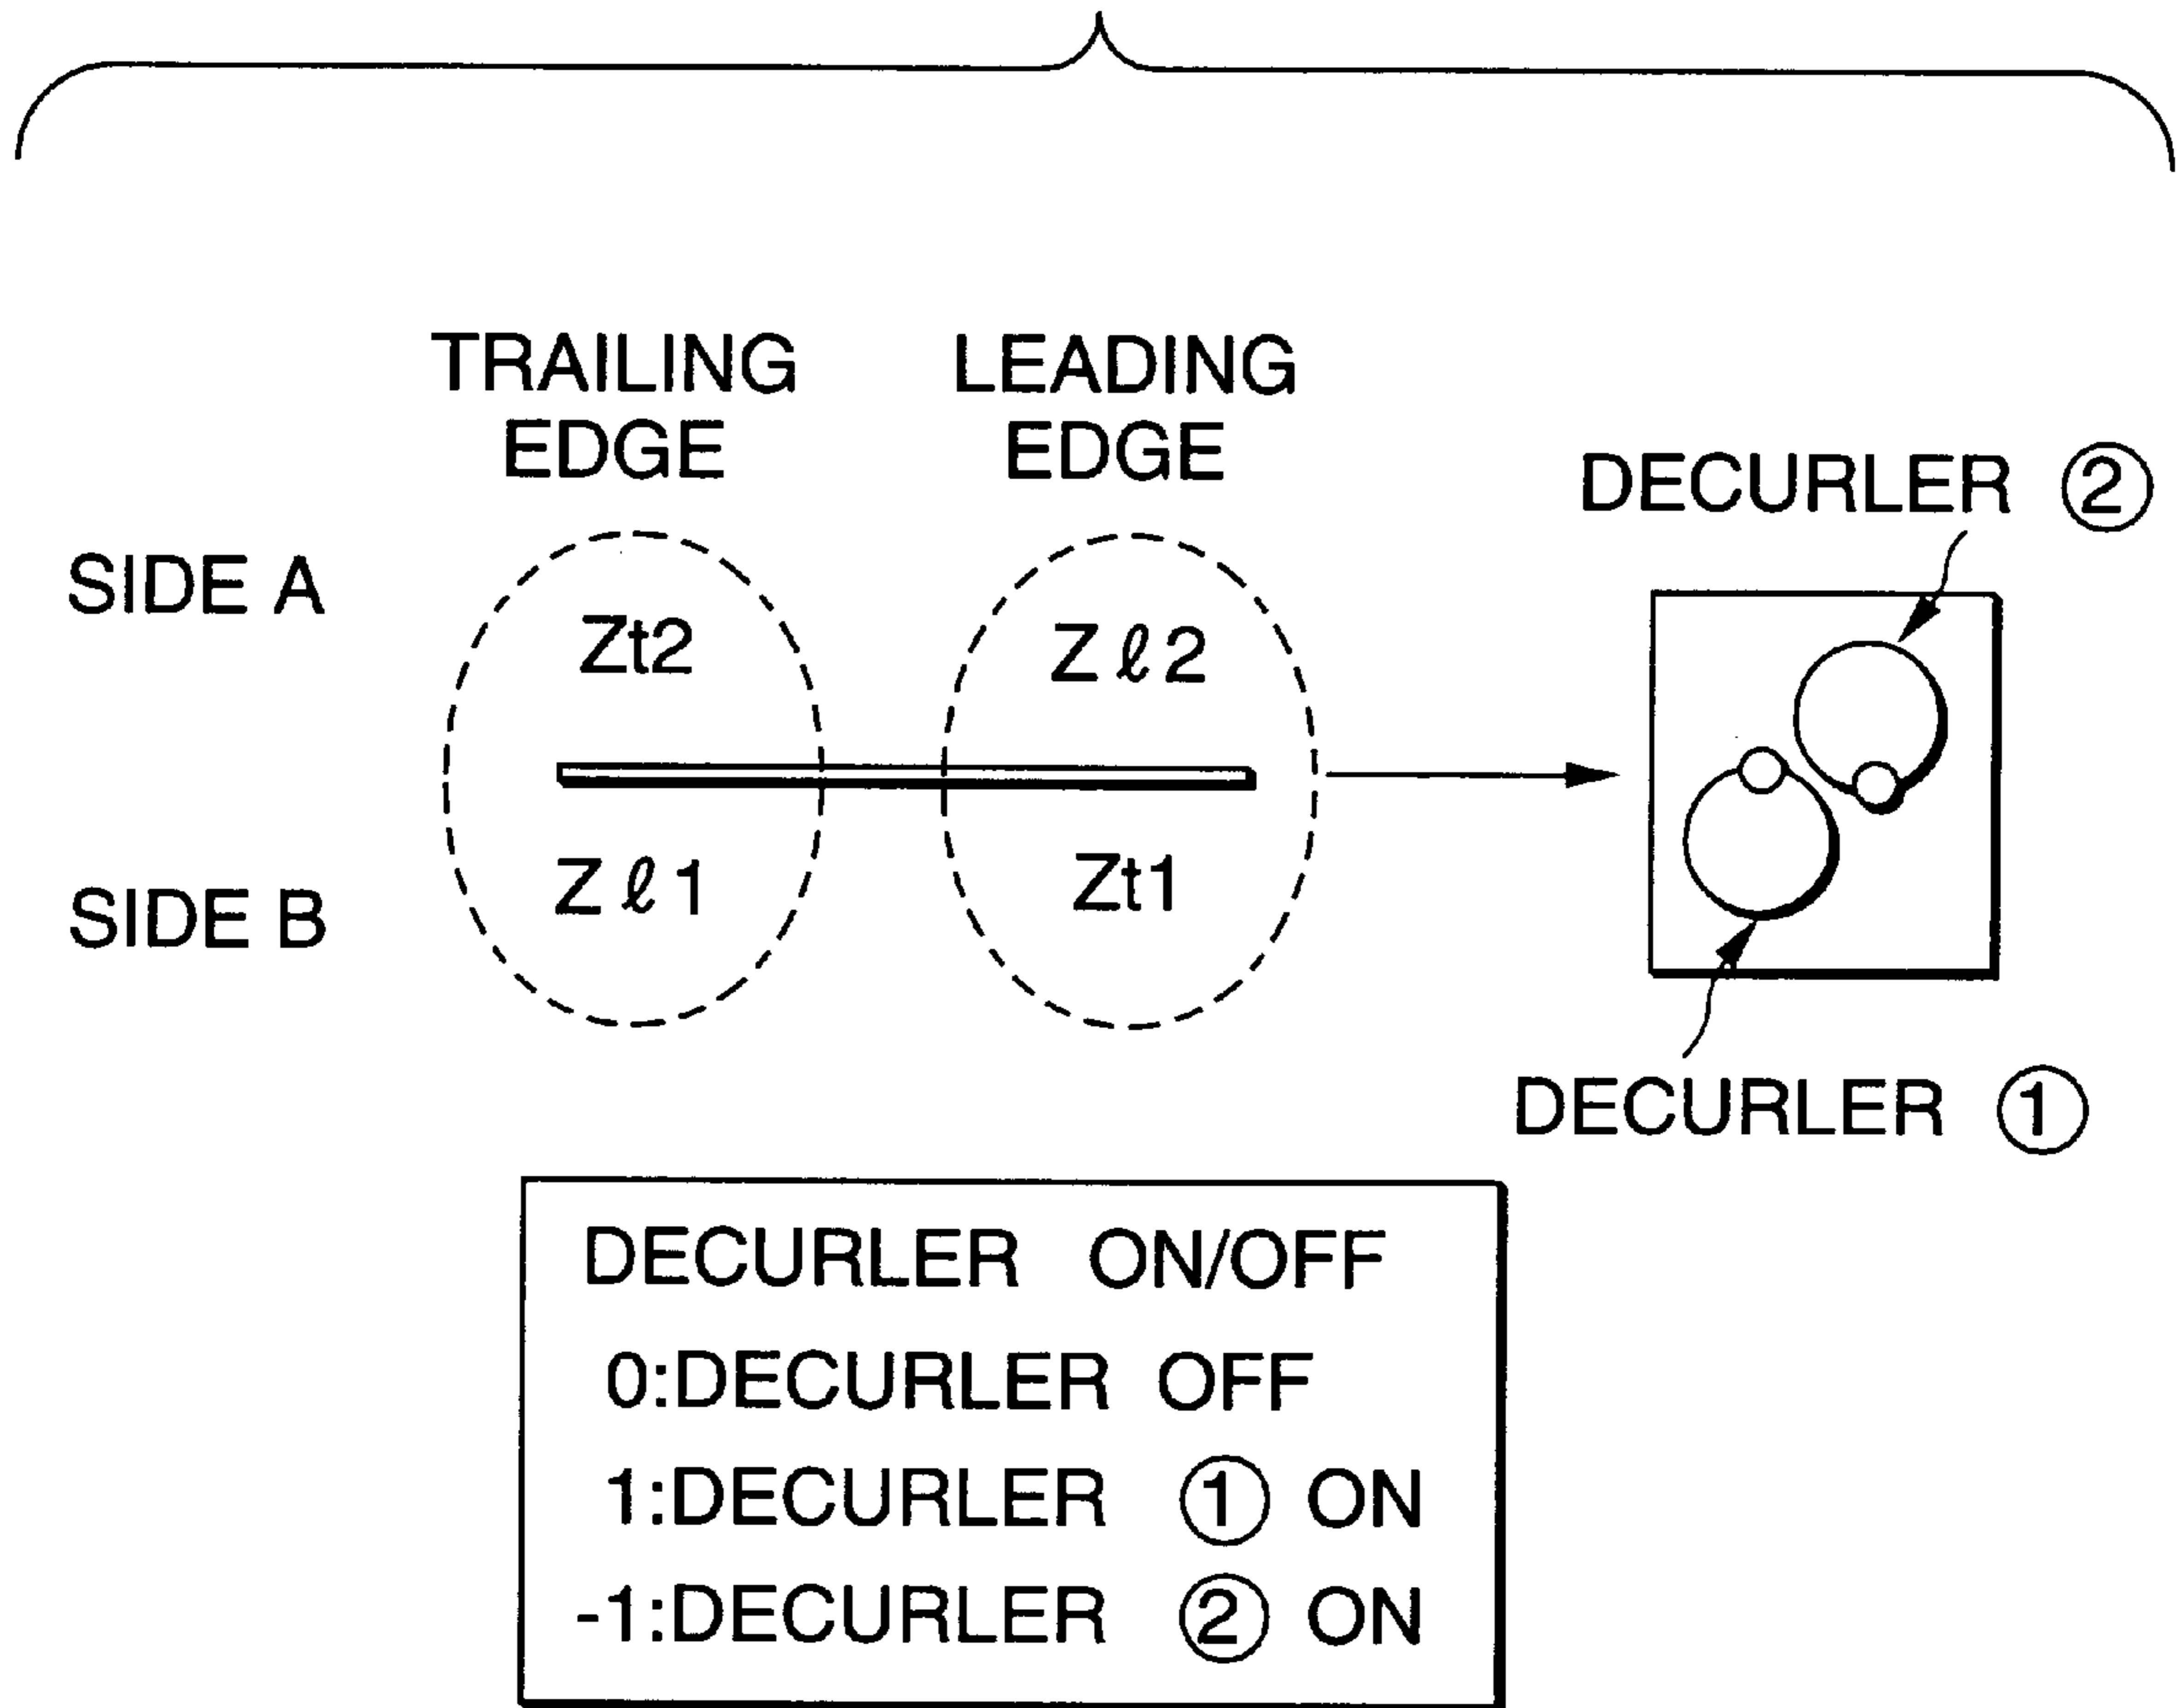 TRAILING
EDGE
LEADING
EDGE
DECURLER ②
SIDE A
Zt2
Zℓ2
SIDE B
Zℓ1
Zt1
DECURLER ①
DECURLER ON/OFF
0:DECURLER OFF
1:DECURLER ① ON
-1:DECURLER ② ON